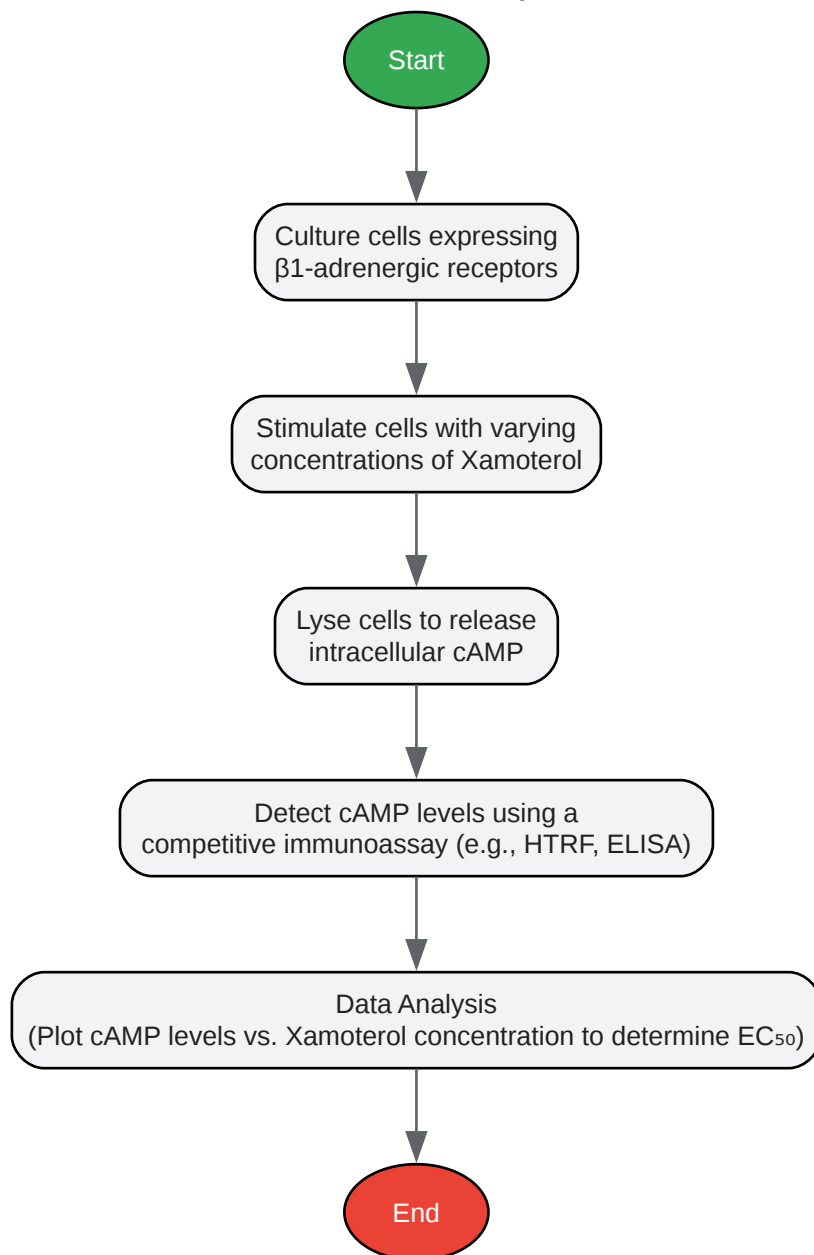 Start
Culture cells expressing
β1-adrenergic receptors
Stimulate cells with varying
concentrations of Xamoterol
Lyse cells to release
intracellular cAMP
Detect cAMP levels using a
competitive immunoassay (e.g., HTRF, ELISA)
Data Analysis
(Plot cAMP levels vs. Xamoterol concentration to determine EC₅₀)
End